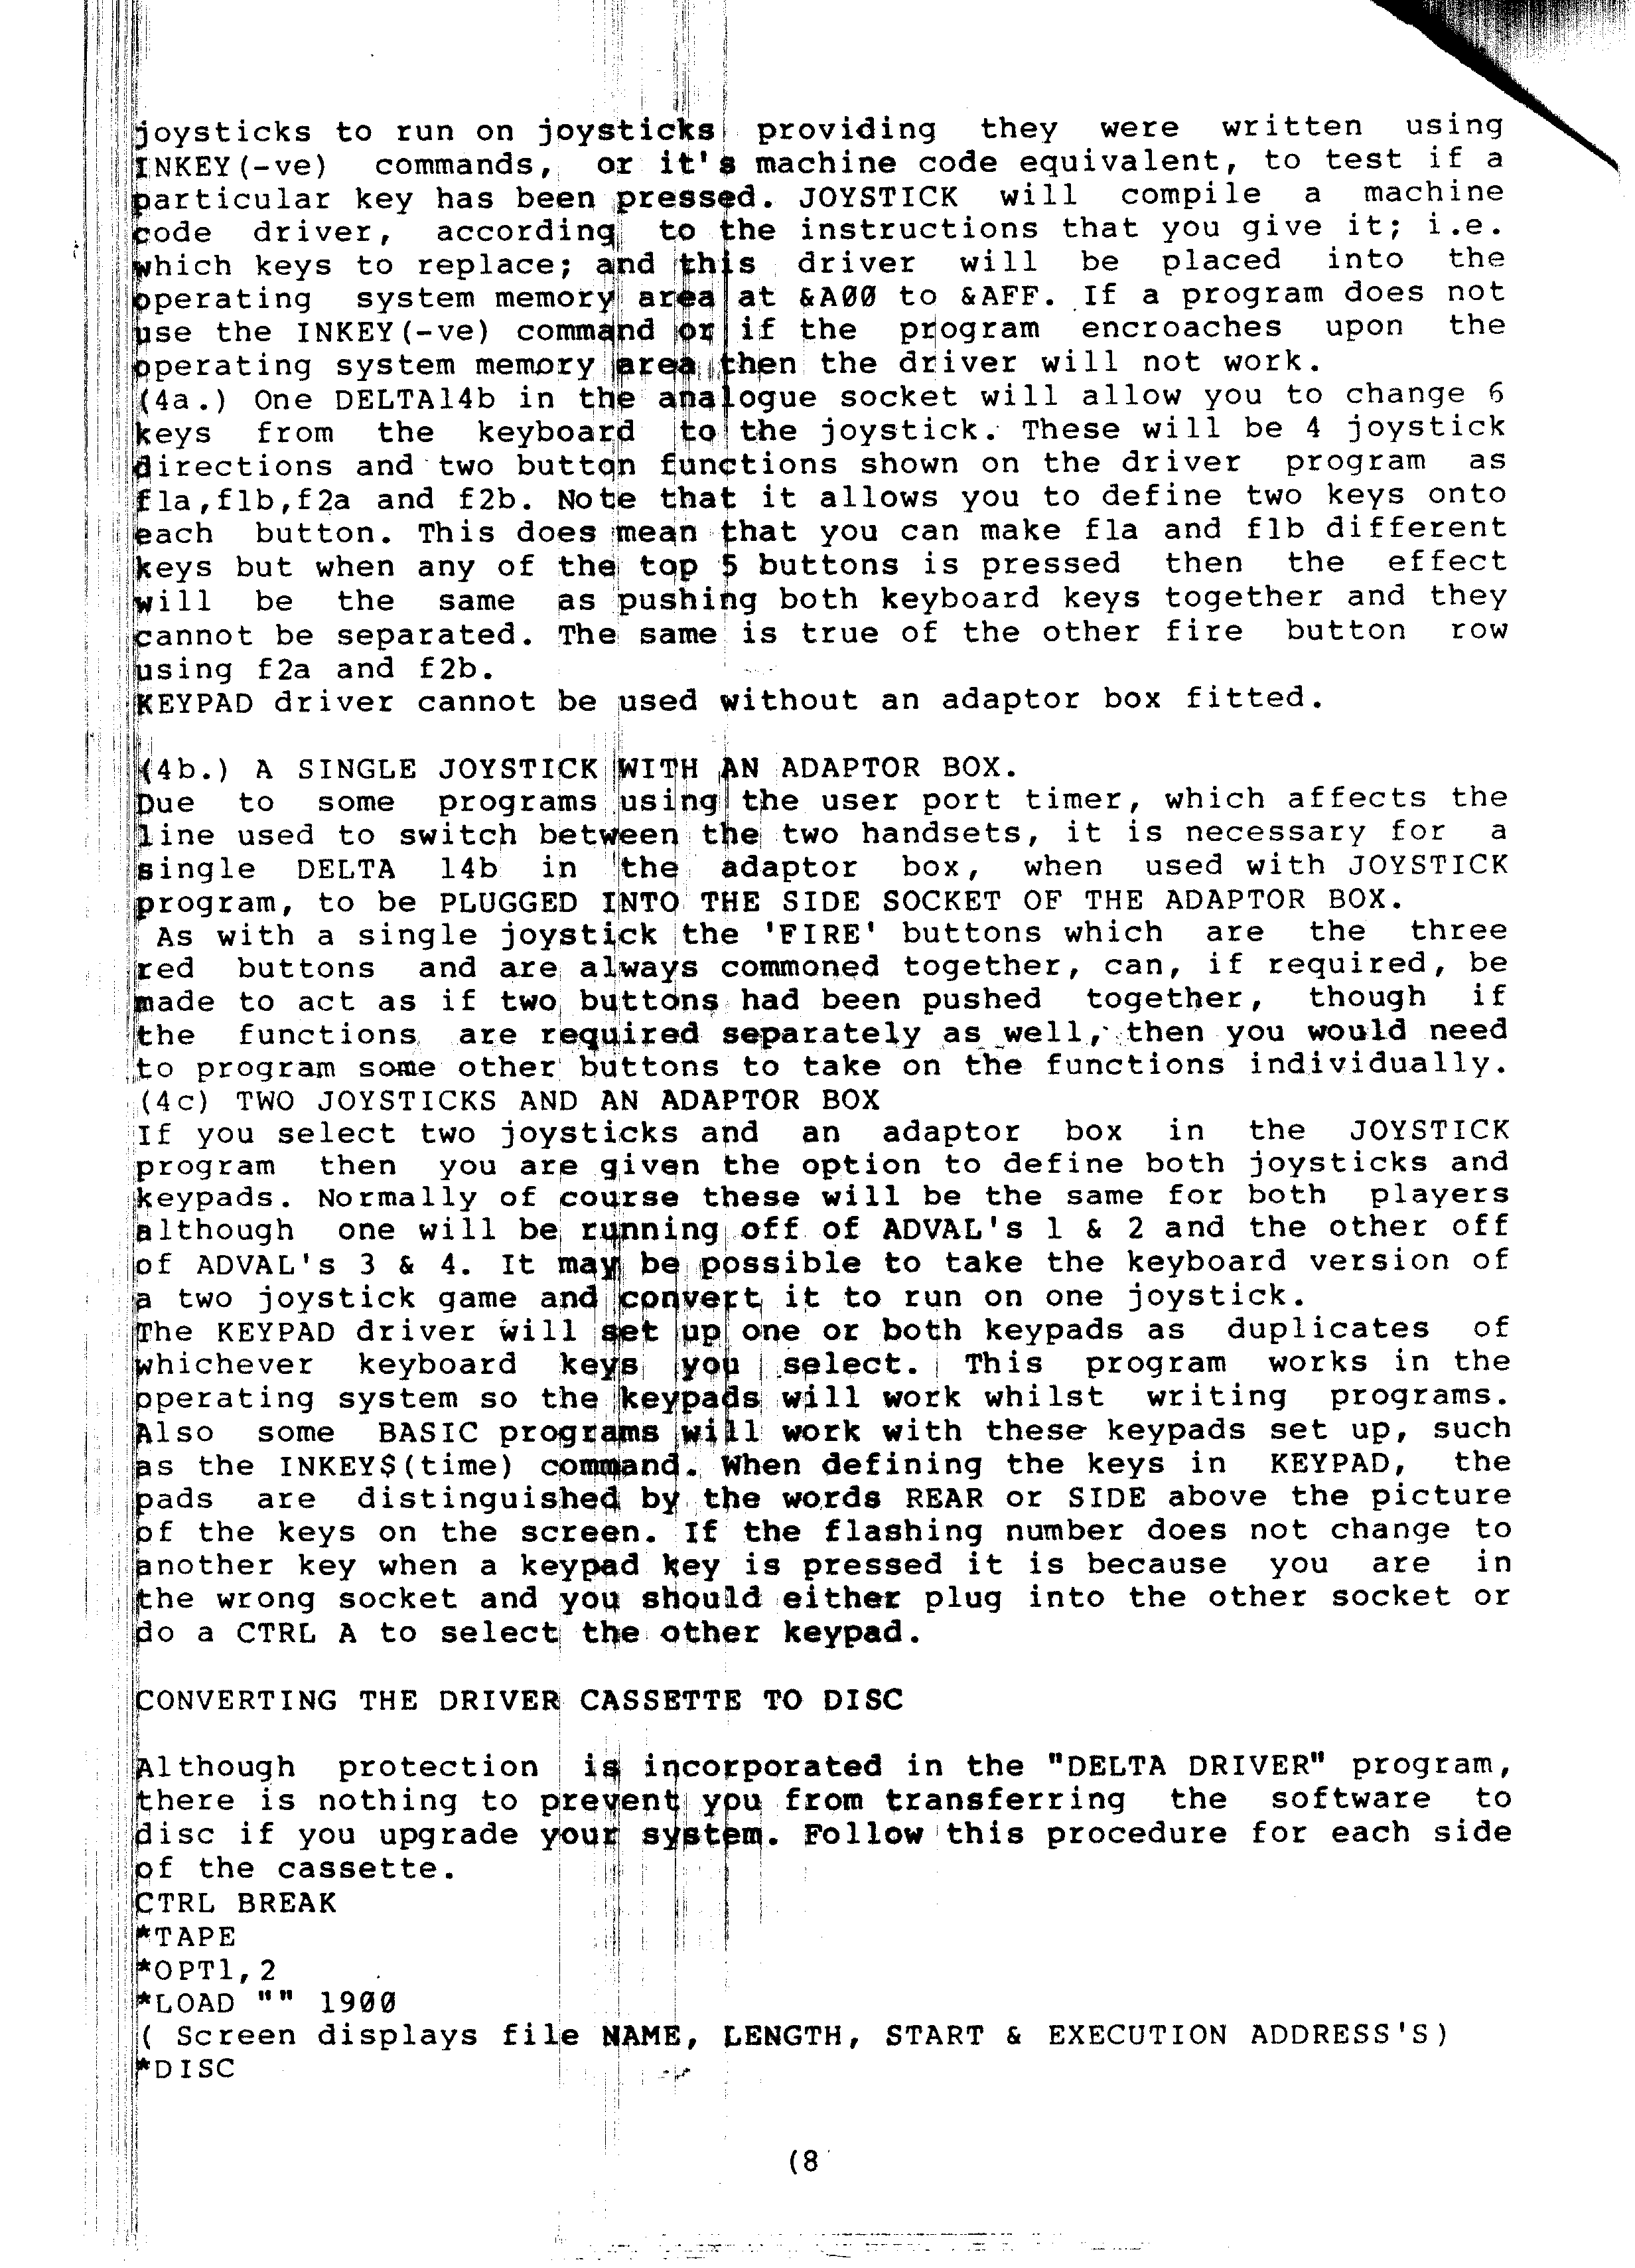 joysticks to run on joysticks providing they were written using
INKEY(-ve) commands, or it's machine code equivalent, to test if a
particular key has been pressed. JOYSTICK will compile a machine
code driver, according to the instructions that you give it; i.e.
which keys to replace; and this driver will be placed into the
operating system memory area at &A00 to &AFF. If a program does not
use the INKEY(-ve) command or if the program encroaches upon the
operating system memory area then the driver will not work.
(4a.) One DELTA14b in the analogue socket will allow you to change 6
keys from the keyboard to the joystick. These will be 4 joystick
directions and two button functions shown on the driver program as
f1a,f1b,f2a and f2b. Note that it allows you to define two keys onto
each button. This does mean that you can make f1a and f1b different
keys but when any of the top 5 buttons is pressed then the effect
will be the same as pushing both keyboard keys together and they
cannot be separated. The same is true of the other fire button row
using f2a and f2b.
KEYPAD driver cannot be used without an adaptor box fitted.
(4b.) A SINGLE JOYSTICK WITH AN ADAPTOR BOX.
Due to some programs using the user port timer, which affects the
line used to switch between the two handsets, it is necessary for a
single DELTA 14b in the adaptor box, when used with JOYSTICK
program, to be PLUGGED INTO THE SIDE SOCKET OF THE ADAPTOR BOX.
As with a single joystick the 'FIRE' buttons which are the three
red buttons and are always commoned together, can, if required, be
made to act as if two buttons had been pushed together, though if
the functions are required separately as well, then you would need
to program some other buttons to take on the functions individually.
(4c) TWO JOYSTICKS AND AN ADAPTOR BOX
If you select two joysticks and an adaptor box in the JOYSTICK
program then you are given the option to define both joysticks and
keypads. Normally of course these will be the same for both players
although one will be running off of ADVAL's 1 & 2 and the other off
of ADVAL's 3 & 4. It may be possible to take the keyboard version of
a two joystick game and convert it to run on one joystick.
The KEYPAD driver will set up one or both keypads as duplicates of
whichever keyboard keys you select. This program works in the
operating system so the keypads will work whilst writing programs.
Also some BASIC programs will work with these keypads set up, such
as the INKEY$(time) command. When defining the keys in KEYPAD, the
pads are distinguished by the words REAR or SIDE above the picture
of the keys on the screen. If the flashing number does not change to
another key when a keypad key is pressed it is because you are in
the wrong socket and you should either plug into the other socket or
do a CTRL A to select the other keypad.
CONVERTING THE DRIVER CASSETTE TO DISC
Although protection is incorporated in the "DELTA DRIVER" program,
there is nothing to prevent you from transferring the software to
disc if you upgrade your system. Follow this procedure for each side
of the cassette.
CTRL BREAK
*TAPE
*OPT1,2
*LOAD "" 1900
( Screen displays file NAME, LENGTH, START & EXECUTION ADDRESS'S)
*DISC
(8